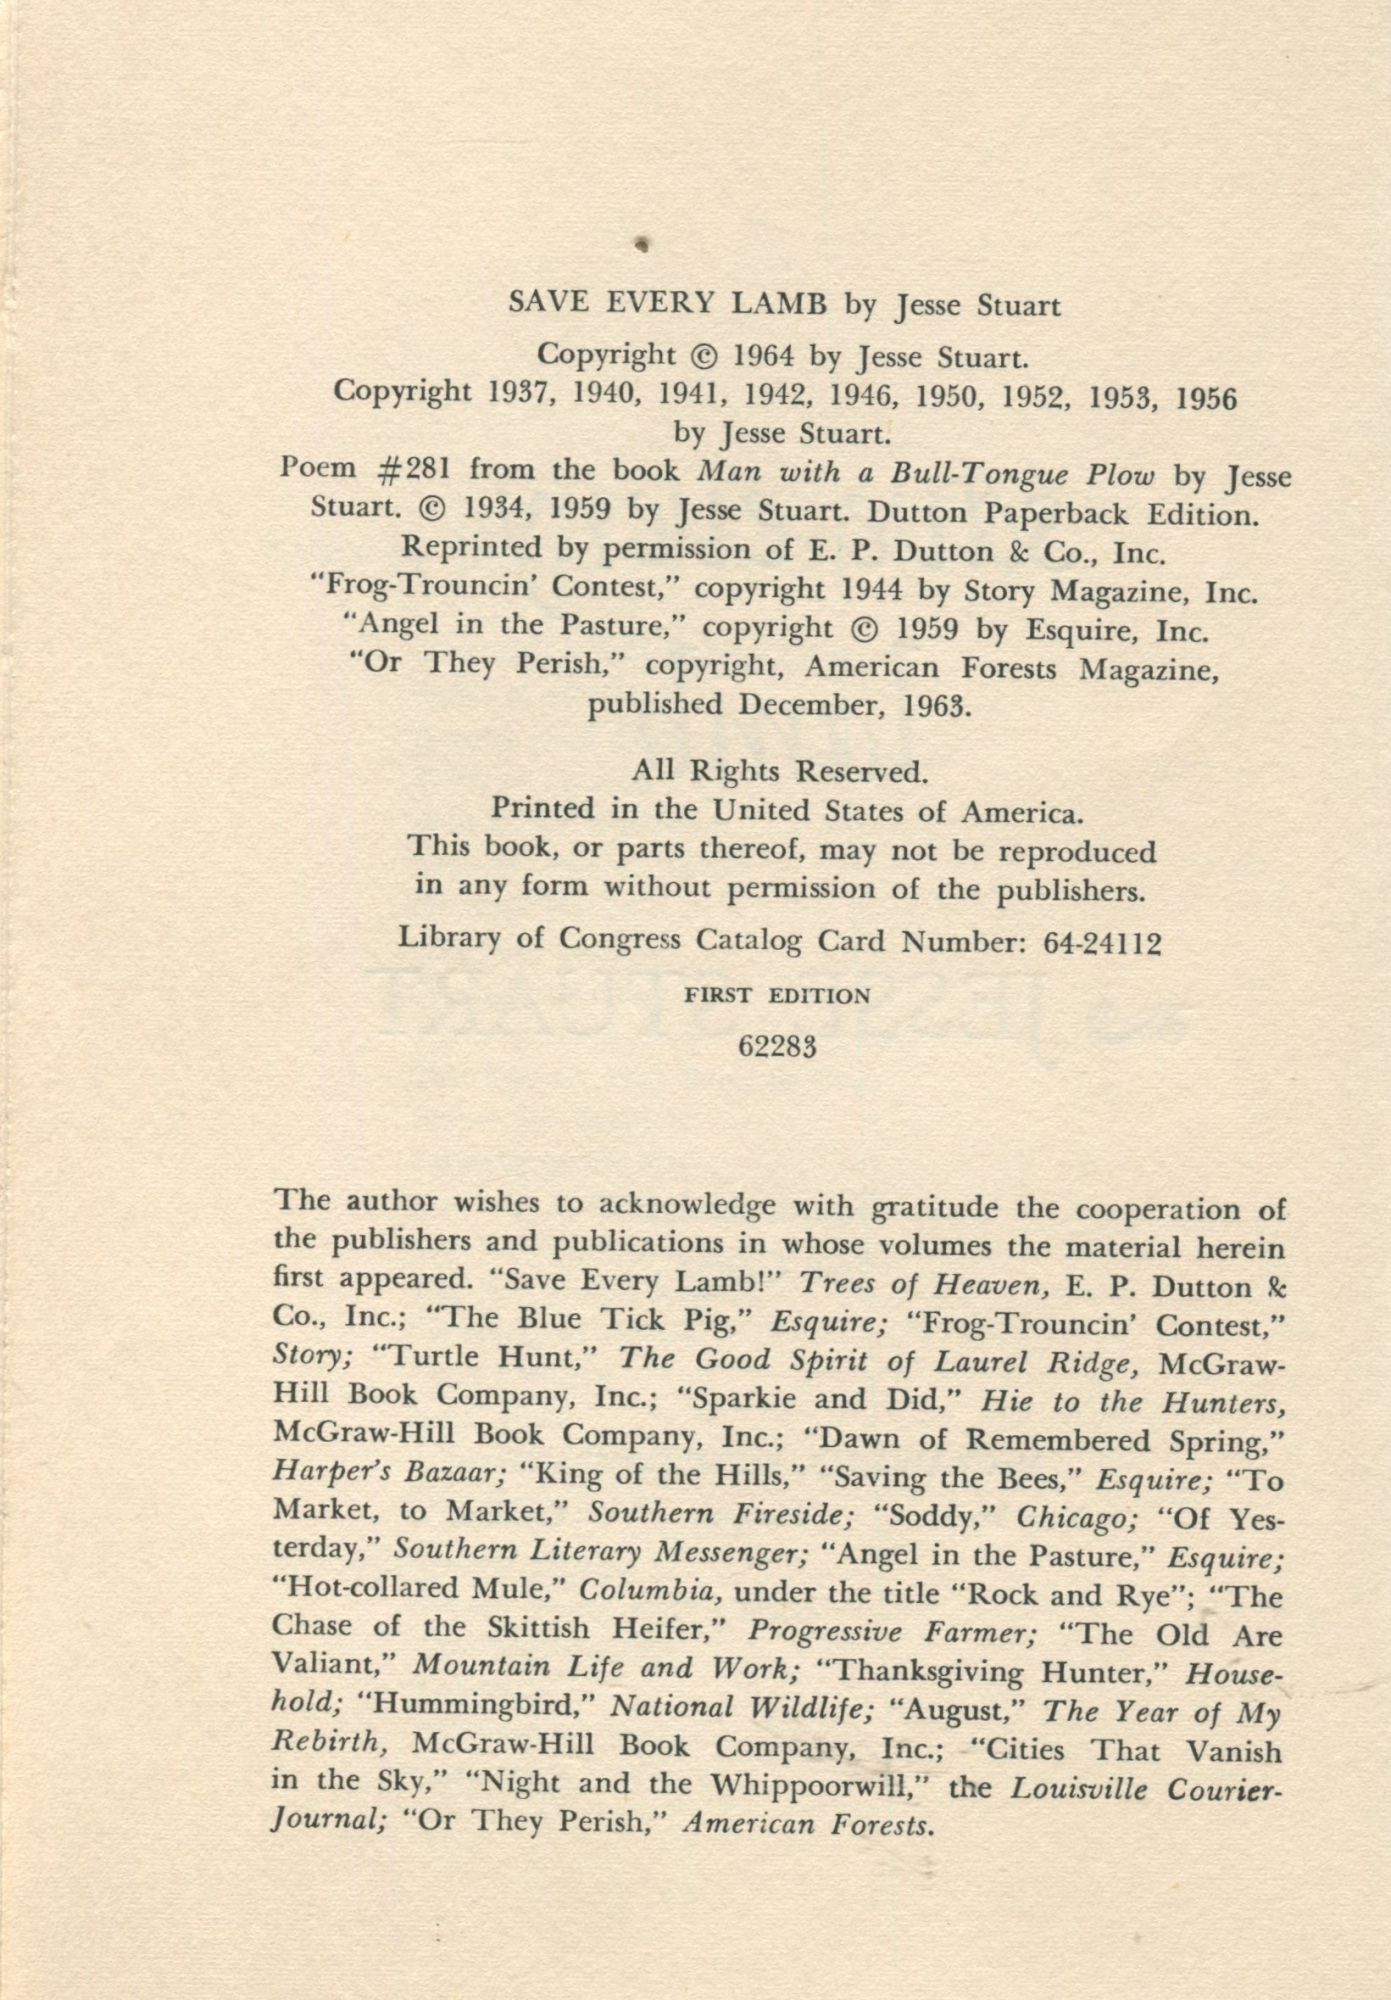 SAVE EVERY LAMB by Jesse Stuart
Copyright © 1964 by Jesse Stuart.
Copyright 1937, 1940, 1941, 1942, 1946, 1950, 1952, 1953, 1956
by Jesse Stuart.
Poem #281 from the book Man with a Bull-Tongue Plow by Jesse
Stuart. © 1934, 1959 by Jesse Stuart. Dutton Paperback Edition.
Reprinted by permission of E. P. Dutton & Co., Inc.
“Frog-Trouncin’ Contest,” copyright 1944 by Story Magazine, Inc.
“Angel in the Pasture,” copyright © 1959 by Esquire, Inc.
“Or They Perish,” copyright, American Forests Magazine,
published December, 1963.
All Rights Reserved.
Printed in the United States of America.
This book, or parts thereof, may not be reproduced
in any form without permission of the publishers.
Library of Congress Catalog Card Number: 64-24112
FIRST EDITION
62283
The author wishes to acknowledge with gratitude the cooperation of
the publishers and publications in whose volumes the material herein
first appeared. “Save Every Lamb!” Trees of Heaven, E. P. Dutton &
Co., Inc.; “The Blue Tick Pig,” Esquire; “Frog-Trouncin’ Contest,”
Story; “Turtle Hunt,” The Good Spirit of Laurel Ridge, McGraw-
Hill Book Company, Inc.; “Sparkie and Did,” Hie to the Hunters,
McGraw-Hill Book Company, Inc.; “Dawn of Remembered Spring,”
Harper’s Bazaar; “King of the Hills,” “Saving the Bees,” Esquire; “To
Market, to Market,” Southern Fireside; “Soddy,” Chicago; “Of Yes-
terday,” Southern Literary Messenger; “Angel in the Pasture,” Esquire;
“Hot-collared Mule,” Columbia, under the title “Rock and Rye”; “The
Chase of the Skittish Heifer,” Progressive Farmer; “The Old Are
Valiant,” Mountain Life and Work; “Thanksgiving Hunter,” House-
hold; “Hummingbird,” National Wildlife; “August,” The Year of My
Rebirth, McGraw-Hill Book Company, Inc.; “Cities That Vanish
in the Sky,” “Night and the Whippoorwill,” the Louisville Courier-
Journal; “Or They Perish,” American Forests.